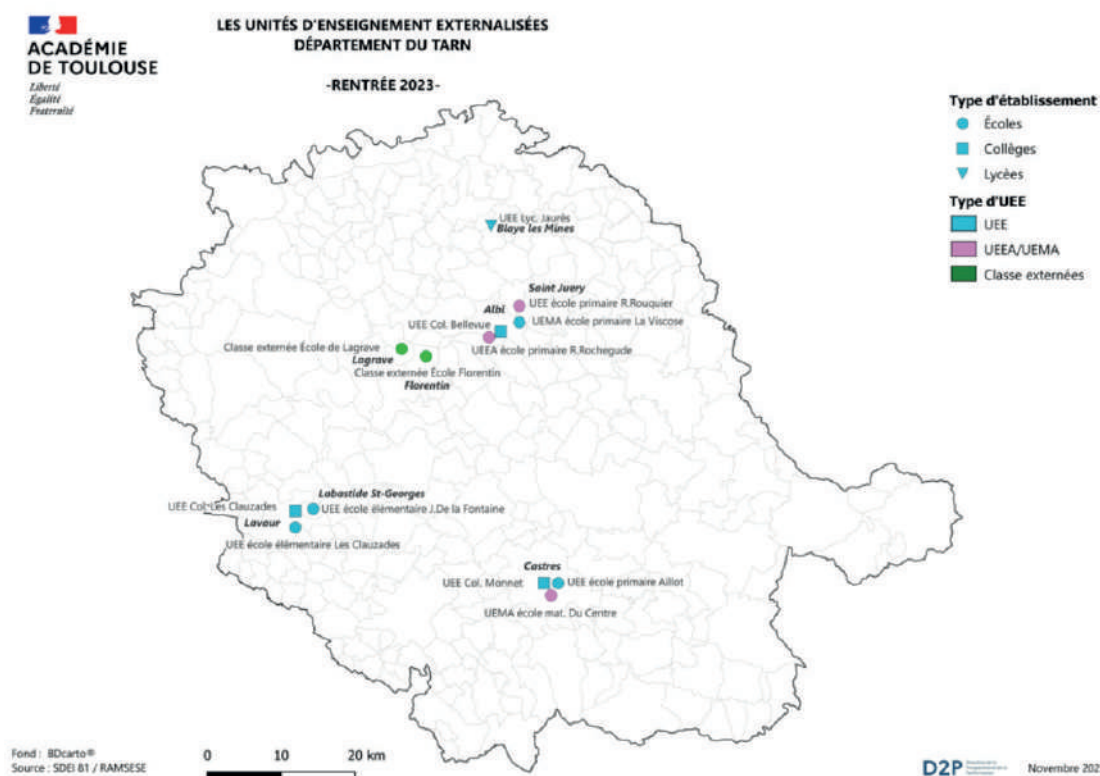 ACADÉMIE
DE TOULOUSE
Liberté
Égalité
Fraternité
LES UNITÉS D'ENSEIGNEMENT EXTERNALISÉES
DÉPARTEMENT DU TARN
-RENTRÉE 2023-
Type d'établissement
Écoles
Collèges
Lycées
Type d'UEE
UEE
UEEA/UEMA
Classe externées
UEE Lyc. Jaurès
Blaye les Mines
Saint Juery
UEE école primaire R.Rouquier
Albi
UEMA école primaire La Viscose
UEE Col. Bellevue
UEEA école primaire R.Rochegude
Classe externée École de Lagrave
Lagrave
Classe externée École Florentin
Florentin
Labastide St-Georges
UEE Col. Les Clauzades
UEE école élémentaire J.De la Fontaine
Lavaur
UEE école élémentaire Les Clauzades
Castres
UEE Col. Monnet
UEE école primaire Aillot
UEMA école mat. Du Centre
Fond : BDcarto®
Source : SDEI 81 / RAMSESE
0 10 20 km
D2P
Novembre 202